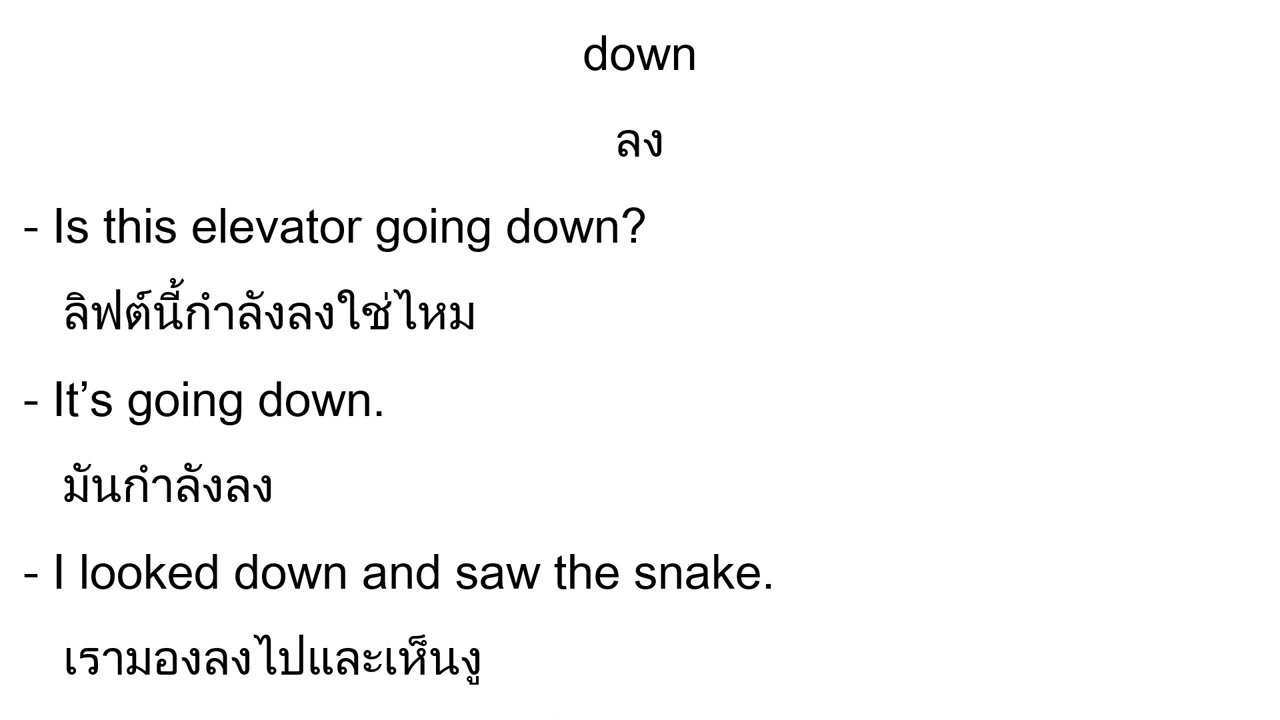 down
ลง
- Is this elevator going down?
ลิฟต์นี้กำลังลงใช่ไหม
- It’s going down.
มันกำลังลง
- I looked down and saw the snake.
เรามองลงไปและเห็นงู